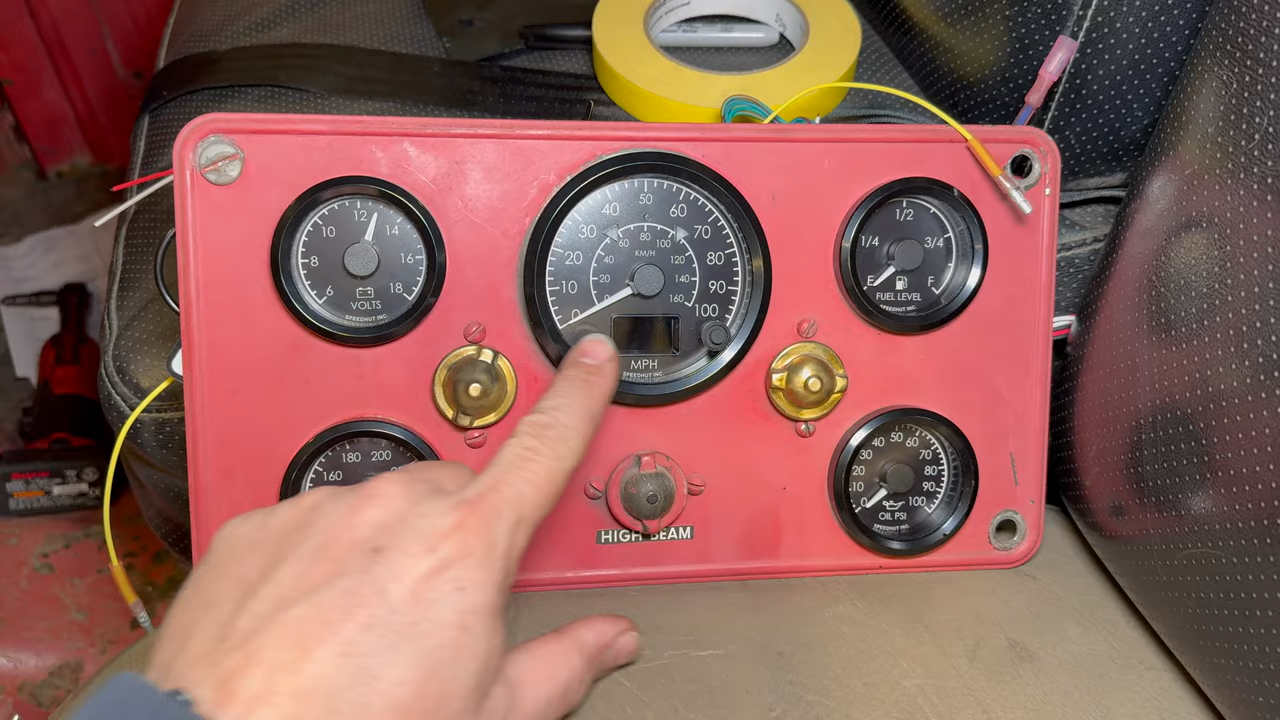 50
40 60
30 70
20 80
10 90
0 100
80
60 100
KM/H
40 120
20 140
0 160
MPH
SPEEDHUT INC.
12
10 14
8 16
6 18
VOLTS
SPEEDHUT INC.
1/2
1/4 3/4
E F
FUEL LEVEL
SPEEDHUT INC.
180 200
160
40 50 60
30 70
20 80
10 90
0 100
OIL PSI
SPEEDHUT INC.
HIGH BEAM